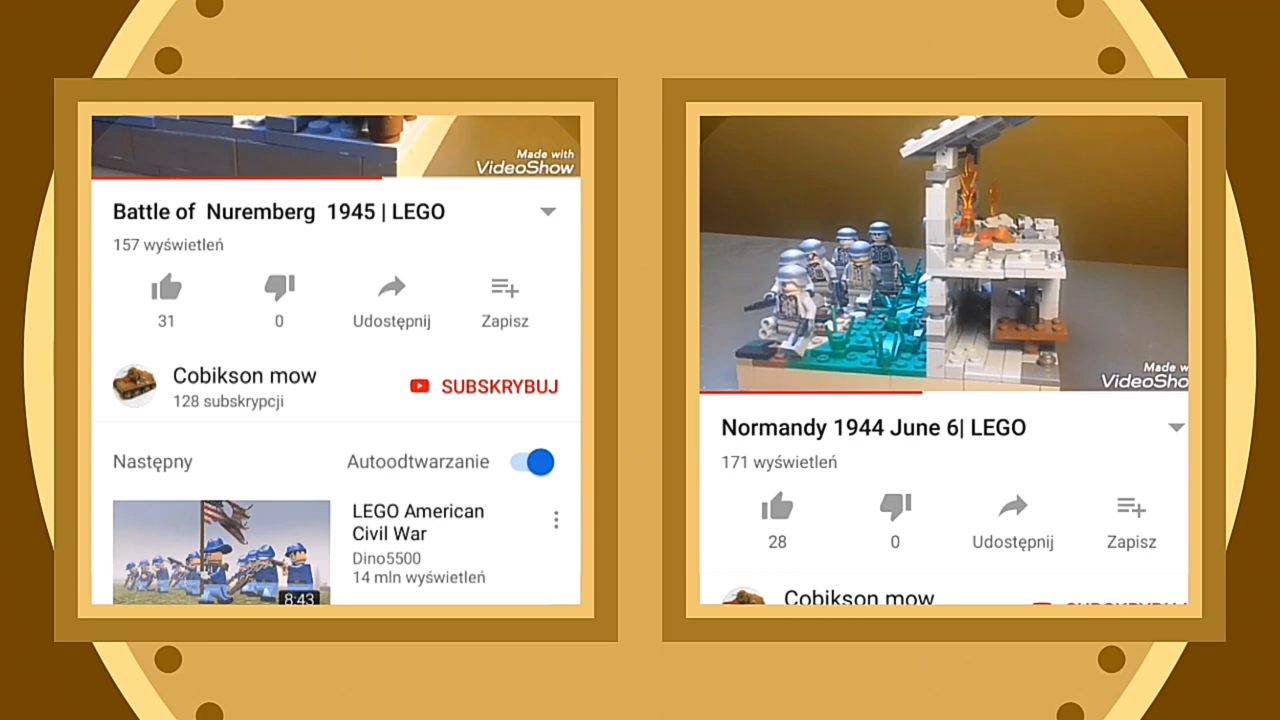 Made with
VideoShow
Battle of Nuremberg 1945 | LEGO
157 wyświetleń
31
0
Udostępnij
Zapisz
Cobikson mow
128 subskrypcji
SUBSKRYBUJ
Następny
Autoodtwarzanie
LEGO American
Civil War
Dino5500
14 mln wyświetleń
8:43
Made w
VideoSho
Normandy 1944 June 6| LEGO
171 wyświetleń
28
0
Udostępnij
Zapisz
Cobikson mow